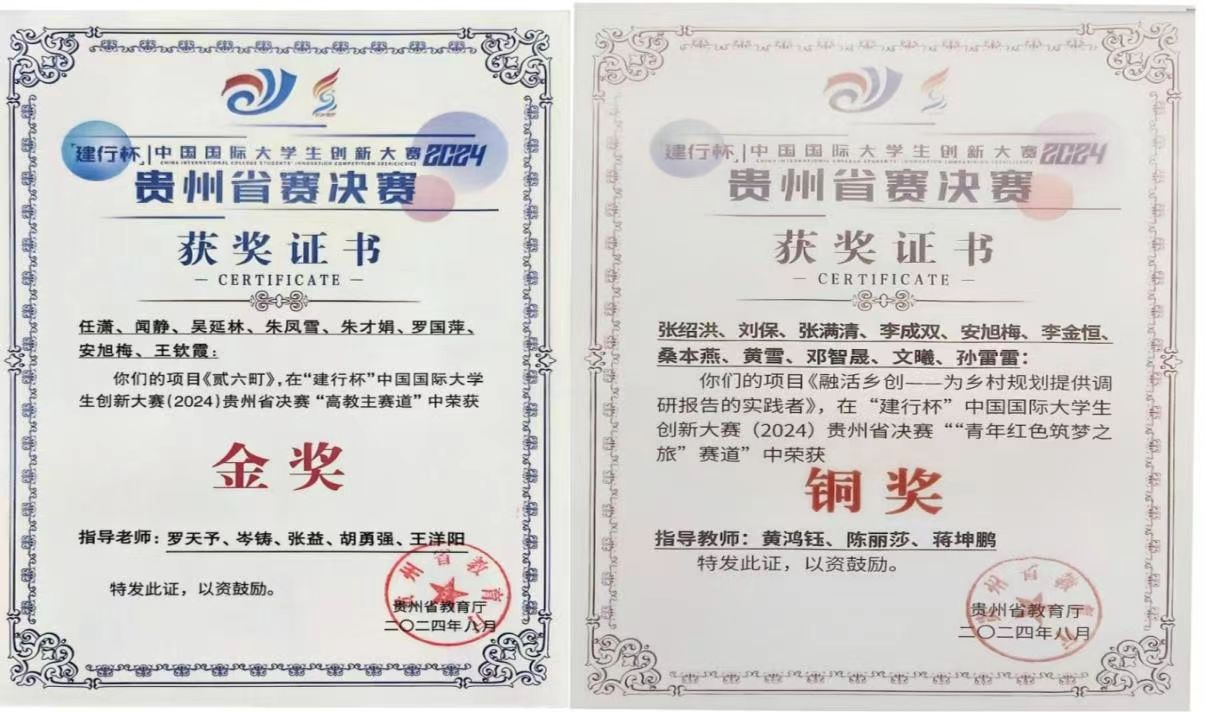 “建行杯”|中国国际大学生创新大赛2024
CHINA INTERNATIONAL COLLEGE STUDENTS' INNOVATION COMPETITION 2024
贵州省赛决赛
获奖证书
— CERTIFICATE —
任潇、闻静、吴延林、朱凤雪、朱才娟、罗国萍、
安旭梅、王钦霞：
你们的项目《贰六町》，在“建行杯”中国国际大学
生创新大赛(2024)贵州省决赛“高教主赛道”中荣获
金奖
指导老师：罗天予、岑铸、张益、胡勇强、王洋阳
特发此证，以资鼓励。
贵州省教育厅
贵州省教育厅
二〇二四年八月
“建行杯”|中国国际大学生创新大赛2024
贵州省赛决赛
获奖证书
— CERTIFICATE —
张绍洪、刘保、张满清、李成双、安旭梅、李金恒、
桑本燕、黄雪、邓智晟、文曦、孙雷雷：
你们的项目《融活乡创——为乡村规划提供调
研报告的实践者》，在“建行杯”中国国际大学生
创新大赛（2024）贵州省决赛““青年红色筑梦之
旅”赛道”中荣获
铜奖
指导教师：黄鸿钰、陈丽莎、蒋坤鹏
特发此证，以资鼓励。
贵州省教育厅
二〇二四年八月